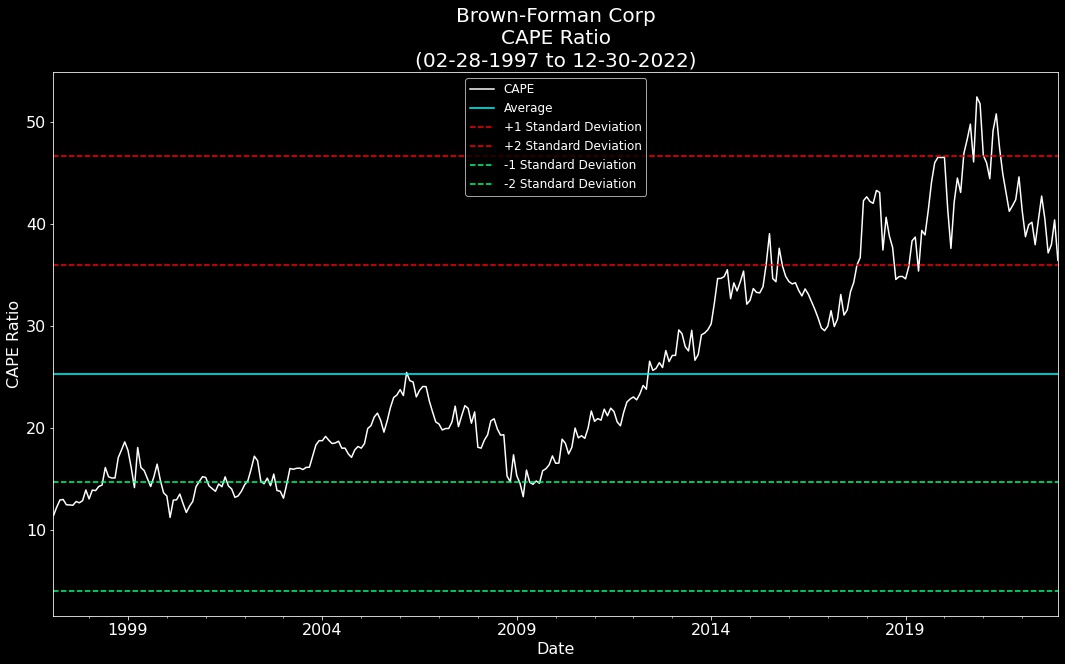 Brown-Forman Corp
CAPE Ratio
(02-28-1997 to 12-30-2022)
CAPE
Average
+1 Standard Deviation
+2 Standard Deviation
-1 Standard Deviation
-2 Standard Deviation
50
40
30
20
10
CAPE Ratio
1999
2004
2009
2014
2019
Date